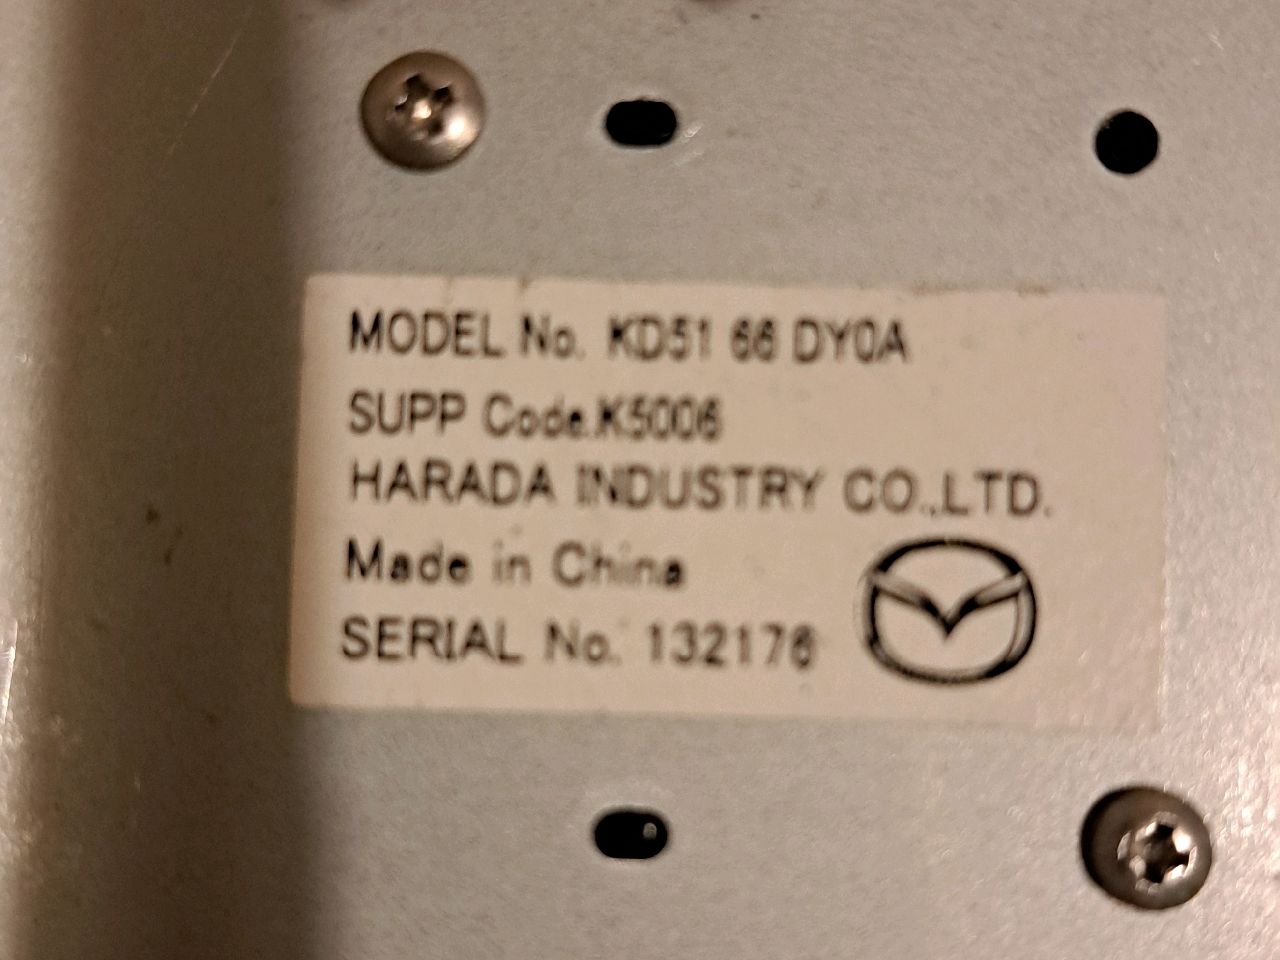 MODEL No. KD51 66 DY0A
SUPP Code.K5006
HARADA INDUSTRY CO.,LTD.
Made in China
SERIAL No. 132176